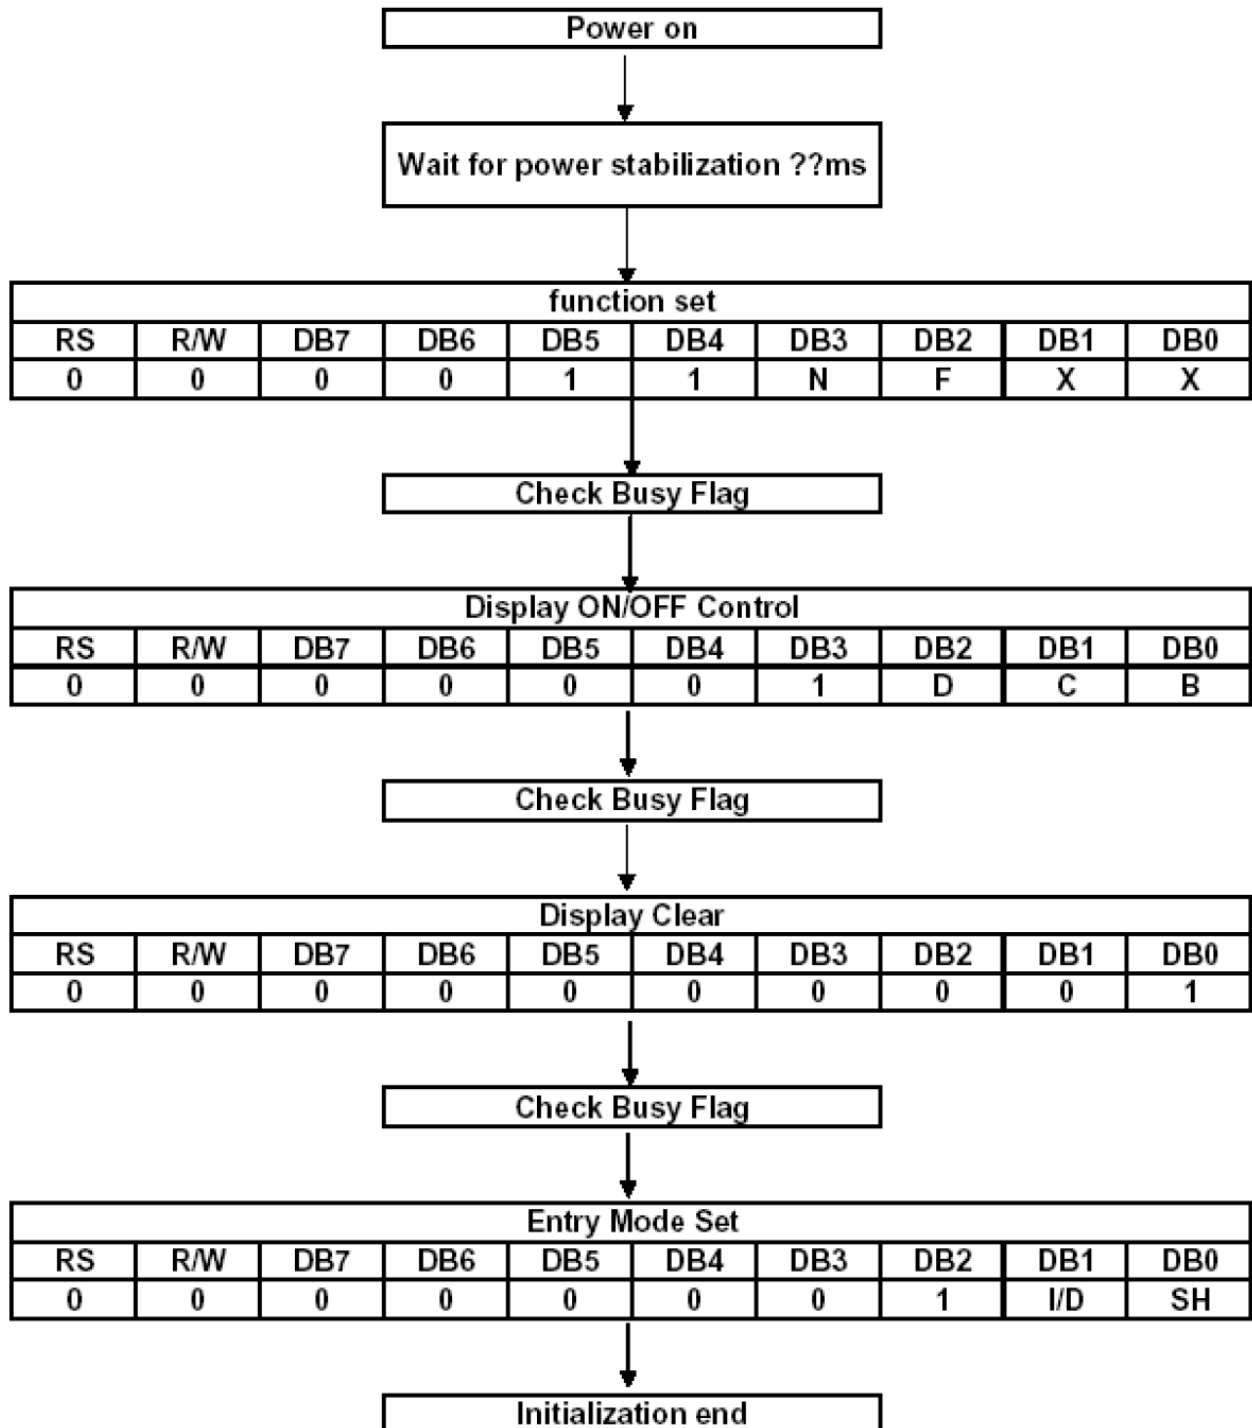 Power on
Wait for power stabilization ??ms
function set
RS R/W DB7 DB6 DB5 DB4 DB3 DB2 DB1 DB0
0 0 0 0 1 1 N F X X
Check Busy Flag
Display ON/OFF Control
RS R/W DB7 DB6 DB5 DB4 DB3 DB2 DB1 DB0
0 0 0 0 0 0 1 D C B
Check Busy Flag
Display Clear
RS R/W DB7 DB6 DB5 DB4 DB3 DB2 DB1 DB0
0 0 0 0 0 0 0 0 0 1
Check Busy Flag
Entry Mode Set
RS R/W DB7 DB6 DB5 DB4 DB3 DB2 DB1 DB0
0 0 0 0 0 0 0 1 I/D SH
Initialization end